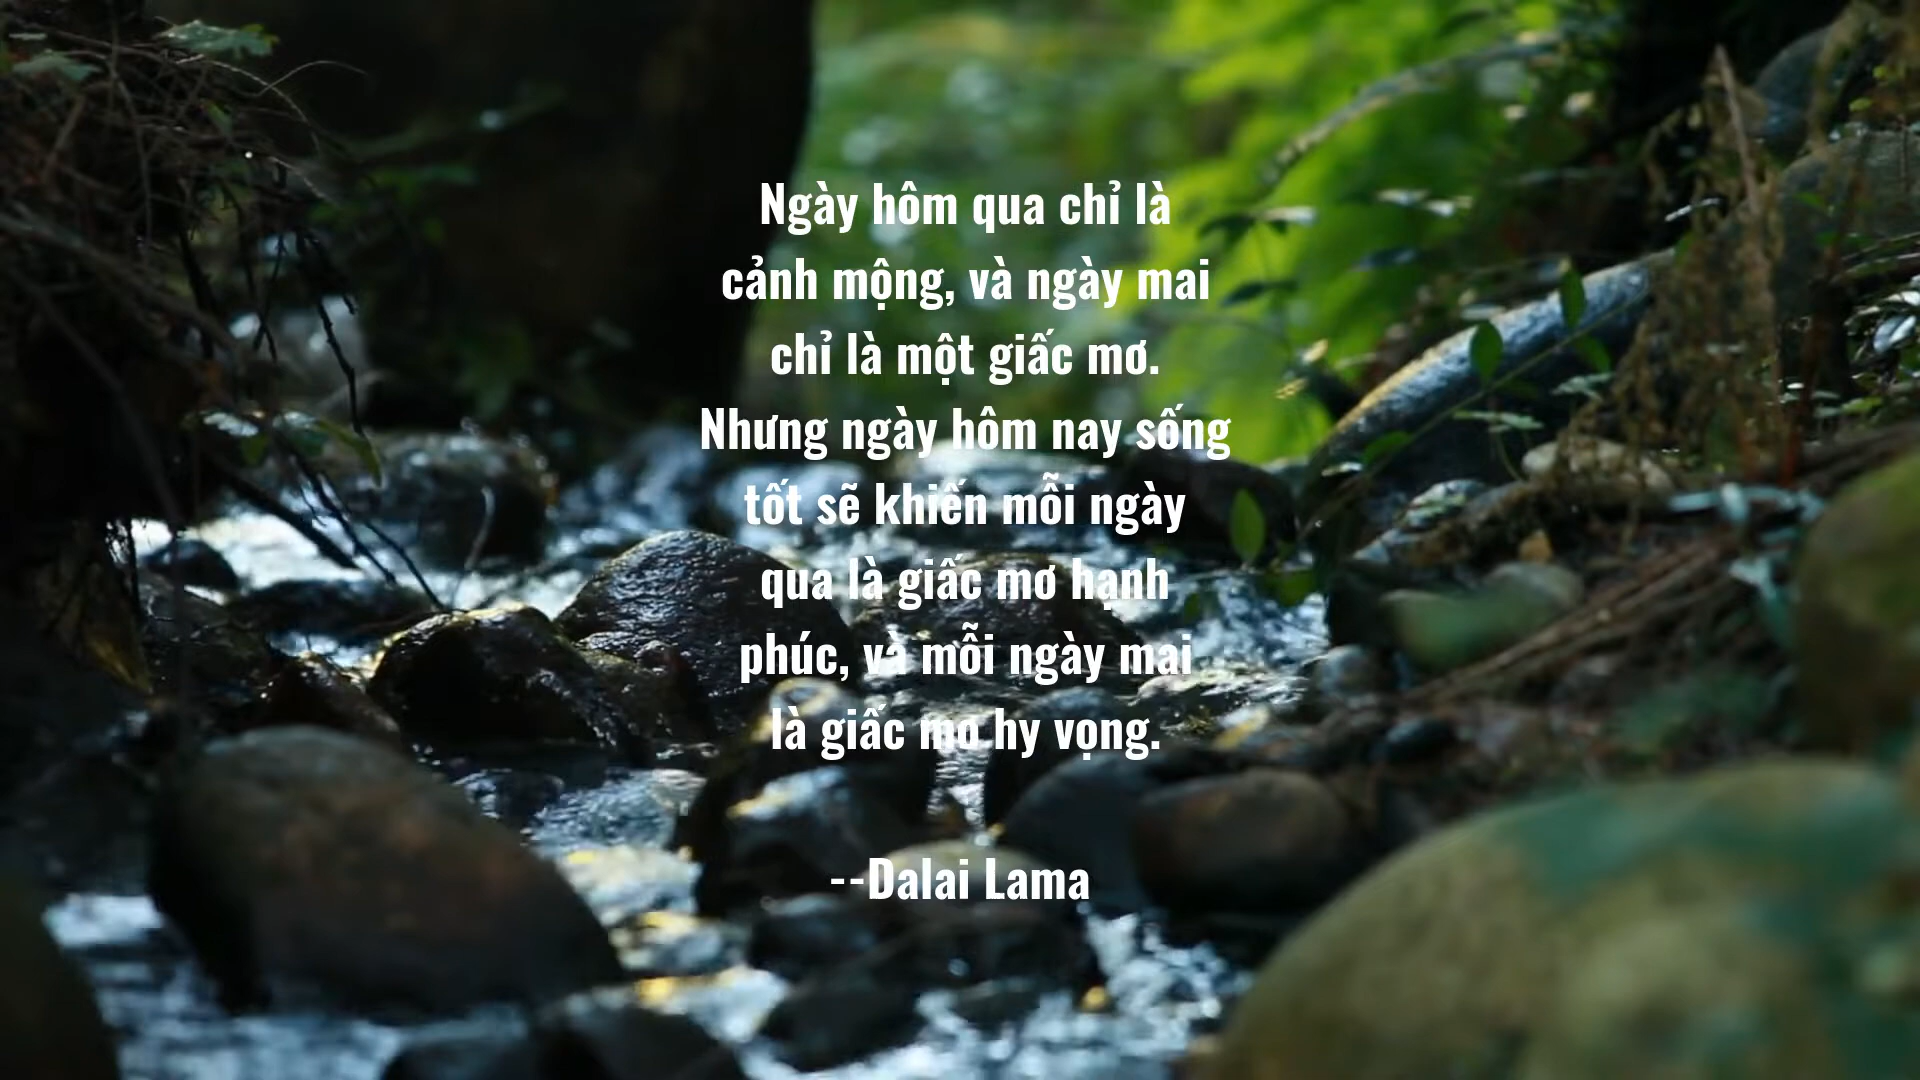 Ngày hôm qua chỉ là
cảnh mộng, và ngày mai
chỉ là một giấc mơ.
Nhưng ngày hôm nay sống
tốt sẽ khiến mỗi ngày
qua là giấc mơ hạnh
phúc, và mỗi ngày mai
là giấc mơ hy vọng.
--Dalai Lama